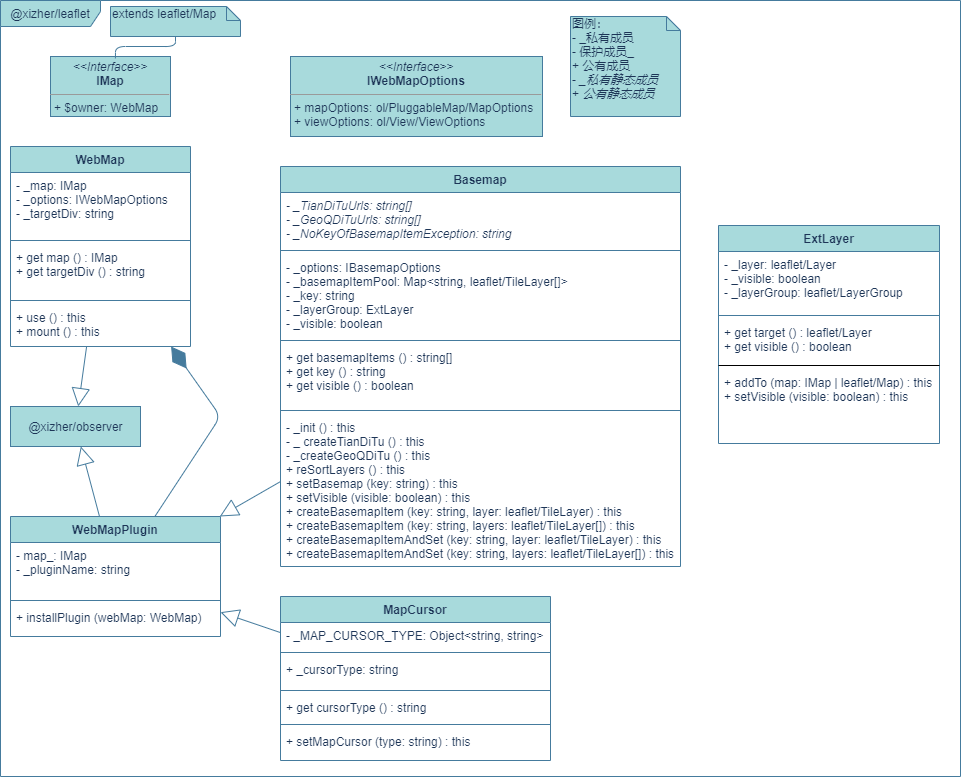 @xizher/leaflet
extends leaflet/Map
<<Interface>>
IMap
+ $owner: WebMap
<<Interface>>
IWebMapOptions
+ mapOptions: ol/PluggableMap/MapOptions
+ viewOptions: ol/View/ViewOptions
图例：
- _私有成员
- 保护成员_
+ 公有成员
- _私有静态成员
+ 公有静态成员
WebMap
- _map: IMap
- _options: IWebMapOptions
- _targetDiv: string
+ get map () : IMap
+ get targetDiv () : string
+ use () : this
+ mount () : this
@xizher/observer
WebMapPlugin
- map_: IMap
- _pluginName: string
+ installPlugin (webMap: WebMap)
Basemap
- _TianDiTuUrls: string[]
- _GeoQDiTuUrls: string[]
- _NoKeyOfBasemapItemException: string
- _options: IBasemapOptions
- _basemapItemPool: Map<string, leaflet/TileLayer[]>
- _key: string
- _layerGroup: ExtLayer
- _visible: boolean
+ get basemapItems () : string[]
+ get key () : string
+ get visible () : boolean
- _init () : this
- _ createTianDiTu () : this
- _createGeoQDiTu () : this
+ reSortLayers () : this
+ setBasemap (key: string) : this
+ setVisible (visible: boolean) : this
+ createBasemapItem (key: string, layer: leaflet/TileLayer) : this
+ createBasemapItem (key: string, layers: leaflet/TileLayer[]) : this
+ createBasemapItemAndSet (key: string, layer: leaflet/TileLayer) : this
+ createBasemapItemAndSet (key: string, layers: leaflet/TileLayer[]) : this
MapCursor
- _MAP_CURSOR_TYPE: Object<string, string>
+ _cursorType: string
+ get cursorType () : string
+ setMapCursor (type: string) : this
ExtLayer
- _layer: leaflet/Layer
- _visible: boolean
- _layerGroup: leaflet/LayerGroup
+ get target () : leaflet/Layer
+ get visible () : boolean
+ addTo (map: IMap | leaflet/Map) : this
+ setVisible (visible: boolean) : this